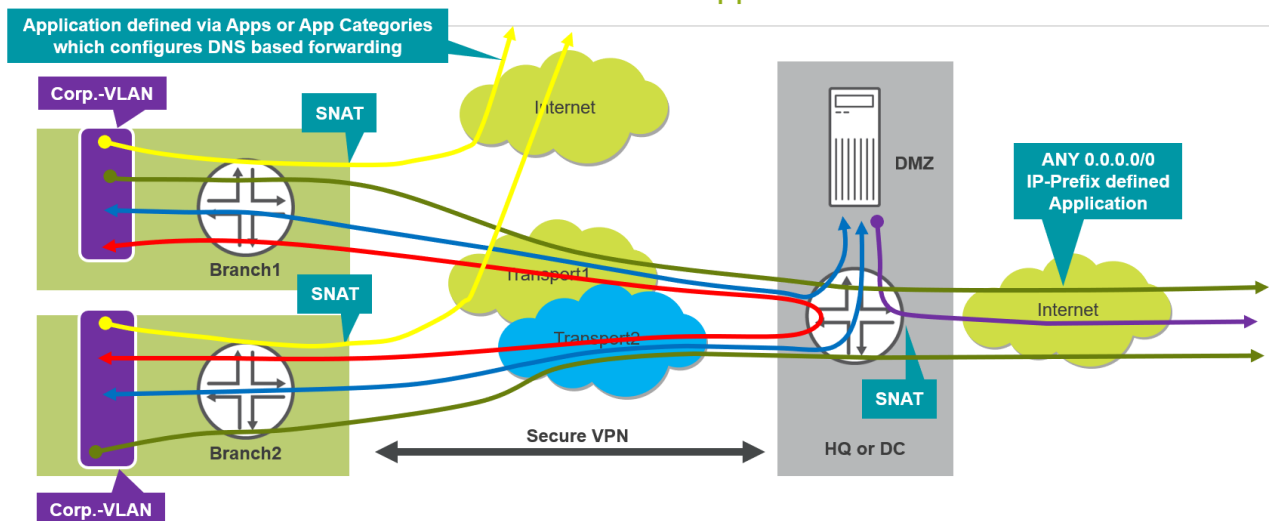 Application defined via Apps or App Categories
which configures DNS based forwarding
Corp.-VLAN
SNAT
Internet
Branch1
DMZ
ANY 0.0.0.0/0
IP-Prefix defined
Application
Transport1
SNAT
Transport2
Internet
SNAT
Branch2
Secure VPN
HQ or DC
Corp.-VLAN